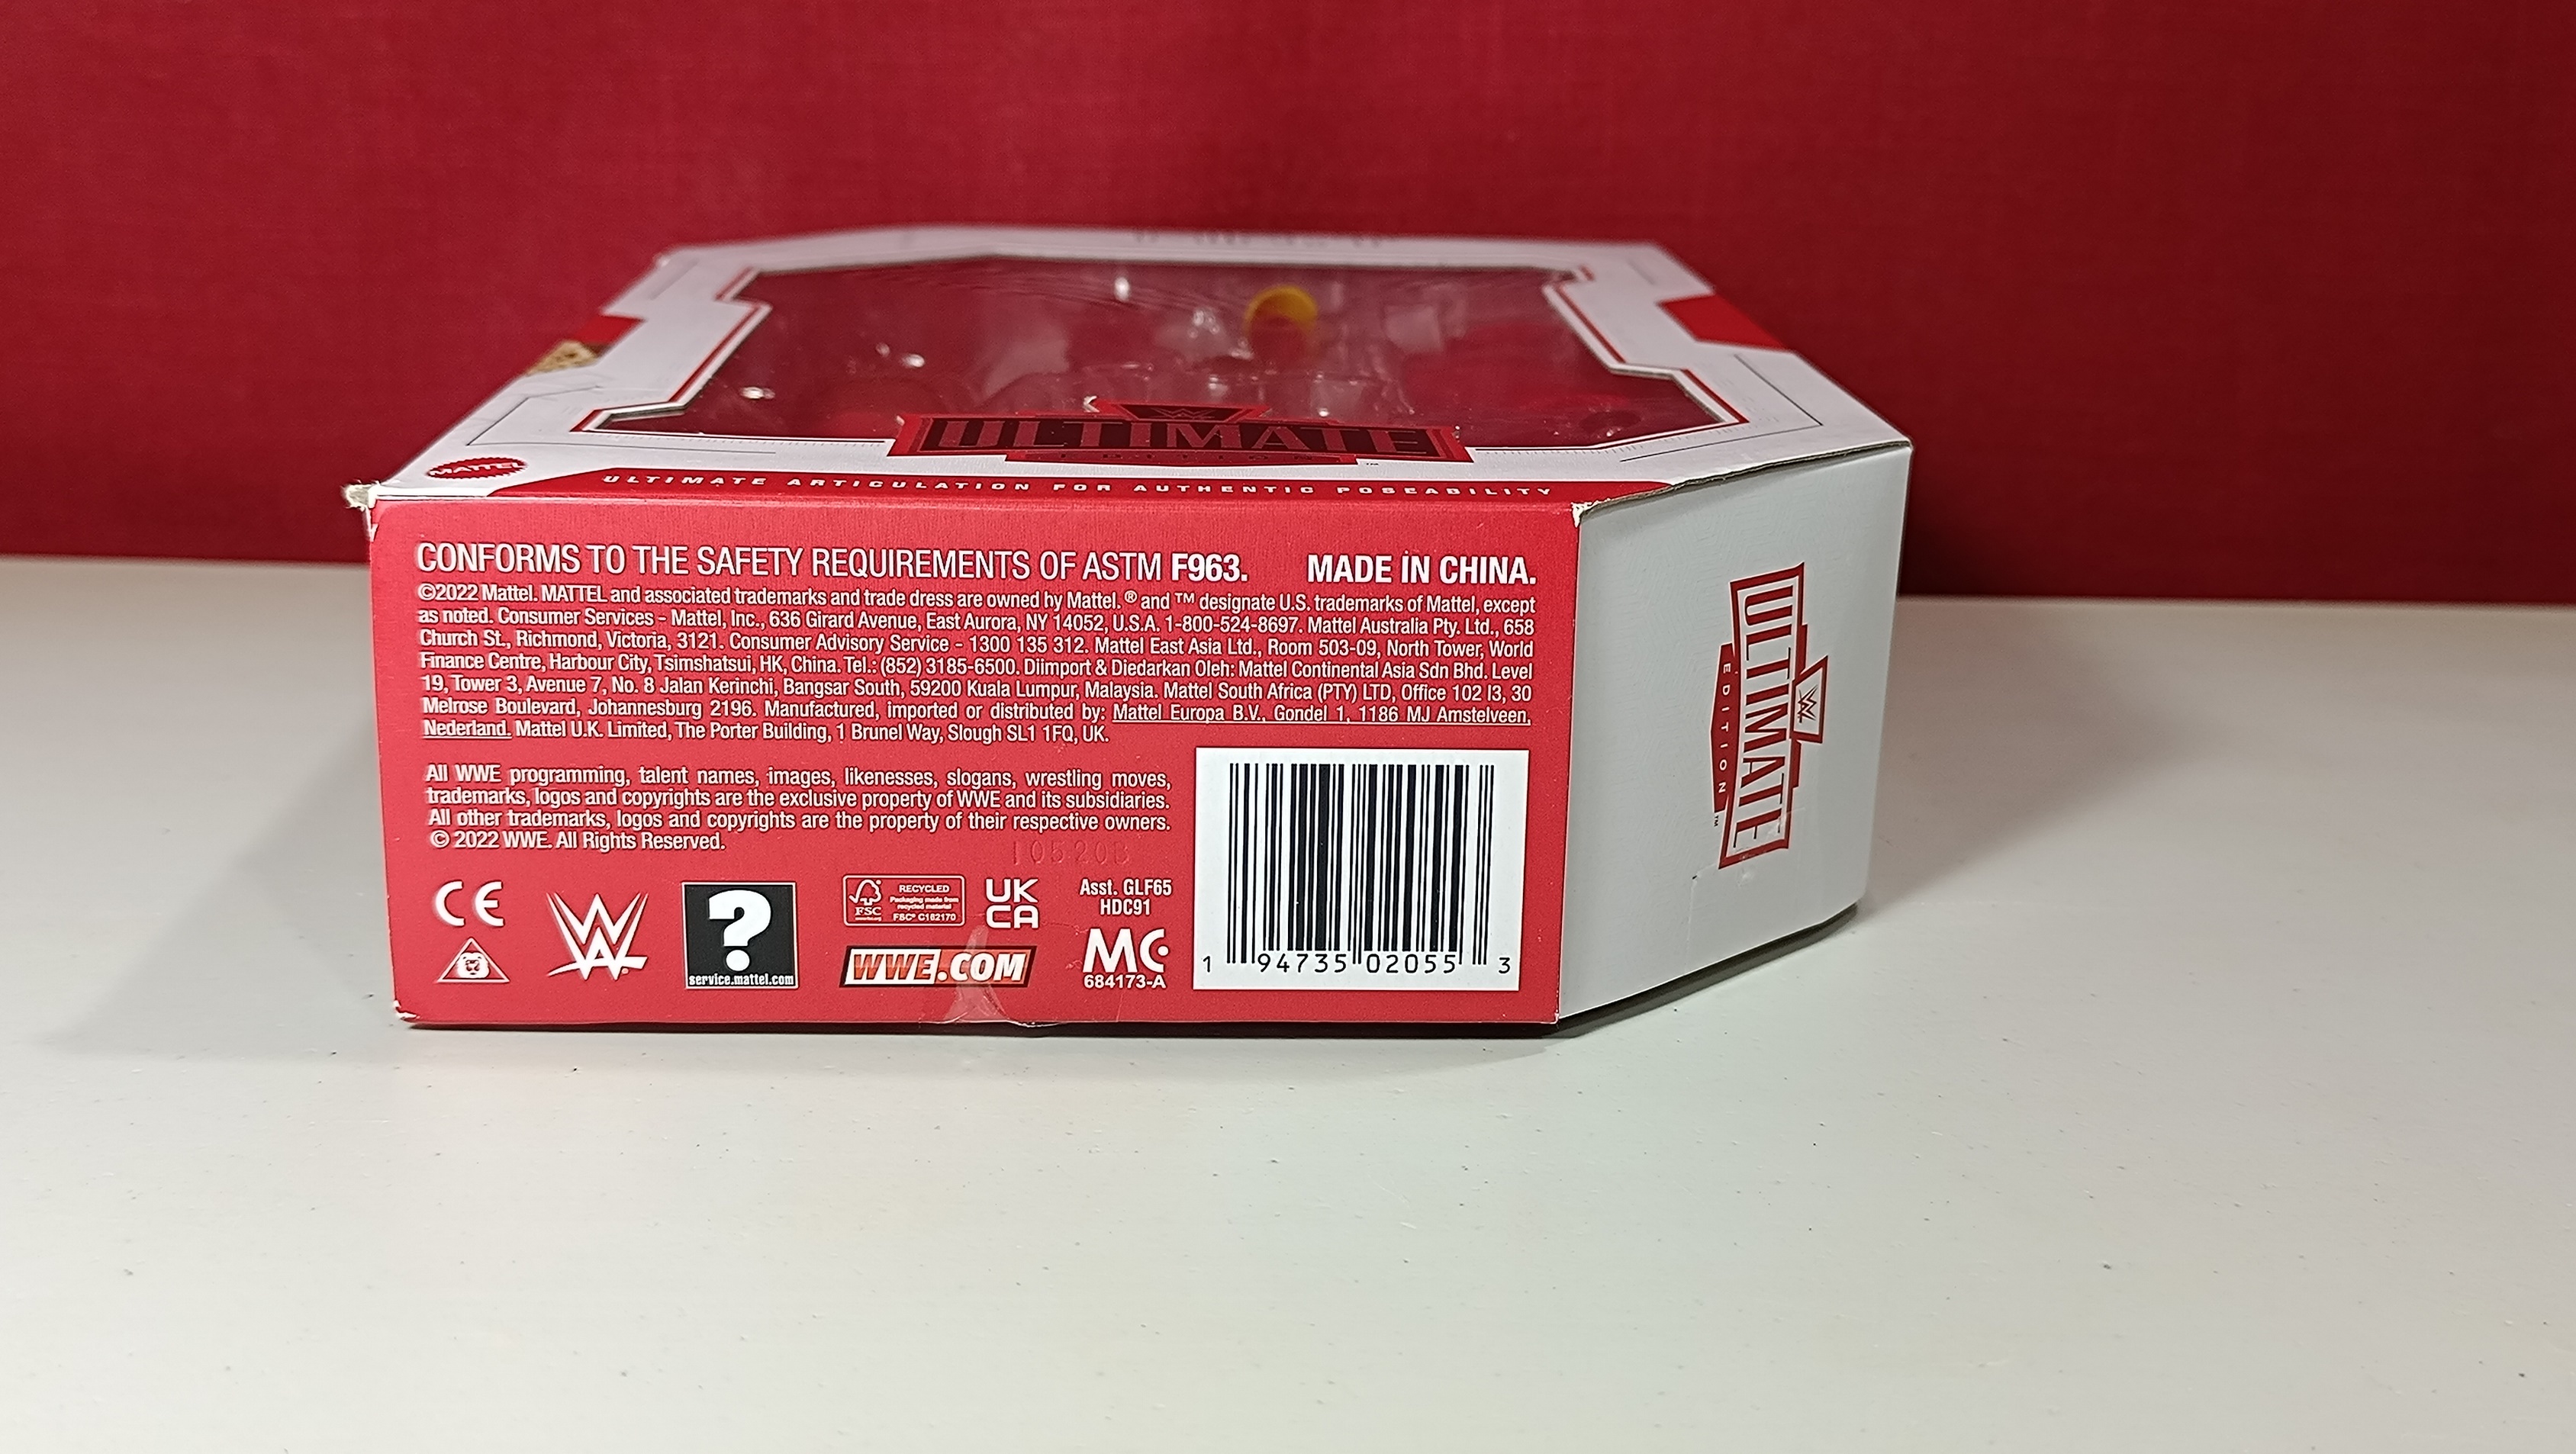 ULTIMATE
EDITION
™
MATTEL
ULTIMATE ARTICULATION FOR AUTHENTIC POSEABILITY
CONFORMS TO THE SAFETY REQUIREMENTS OF ASTM F963. MADE IN CHINA.
©2022 Mattel. MATTEL and associated trademarks and trade dress are owned by Mattel. ® and ™ designate U.S. trademarks of Mattel, except
as noted. Consumer Services - Mattel, Inc., 636 Girard Avenue, East Aurora, NY 14052, U.S.A. 1-800-524-8697. Mattel Australia Pty. Ltd., 658
Church St., Richmond, Victoria, 3121. Consumer Advisory Service - 1300 135 312. Mattel East Asia Ltd., Room 503-09, North Tower, World
Finance Centre, Harbour City, Tsimshatsui, HK, China. Tel.: (852) 3185-6500. Diimport & Diedarkan Oleh: Mattel Continental Asia Sdn Bhd. Level
19, Tower 3, Avenue 7, No. 8 Jalan Kerinchi, Bangsar South, 59200 Kuala Lumpur, Malaysia. Mattel South Africa (PTY) LTD, Office 102 I3, 30
Melrose Boulevard, Johannesburg 2196. Manufactured, imported or distributed by: Mattel Europa B.V., Gondel 1, 1186 MJ Amstelveen,
Nederland. Mattel U.K. Limited, The Porter Building, 1 Brunel Way, Slough SL1 1FQ, UK.
All WWE programming, talent names, images, likenesses, slogans, wrestling moves,
trademarks, logos and copyrights are the exclusive property of WWE and its subsidiaries.
All other trademarks, logos and copyrights are the property of their respective owners.
© 2022 WWE. All Rights Reserved.
CE
W
?
service.mattel.com
FSC
RECYCLED
Packaging made from
recycled material
FSC® C162170
UK
CA
WWE.COM
Asst. GLF65
HDC91
MC
684173-A
1 94735 02055 3
W
ULTIMATE
EDITION
™